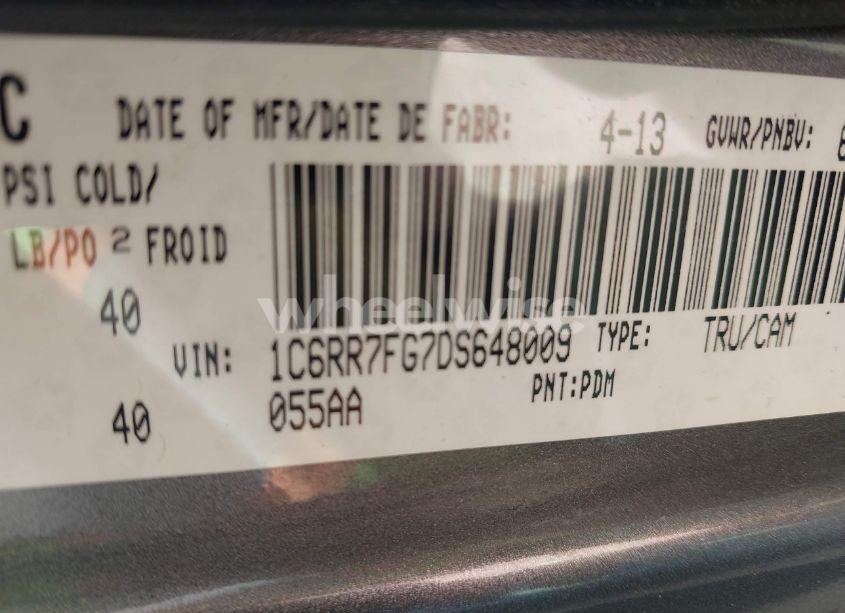 C DATE OF MFR/DATE DE FABR: 4-13 GVWR/PNBV:
PSI COLD/
LB/PO 2 FROID
40
wheelwise
VIN: 1C6RR7FG7DS648009 TYPE: TRU/CAM
055AA PNT:PDM
40